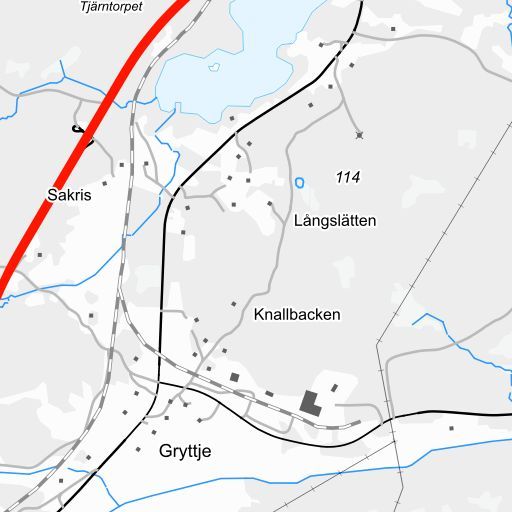 Tjärntorpet
114
Sakris
Långslätten
Knallbacken
Gryttje